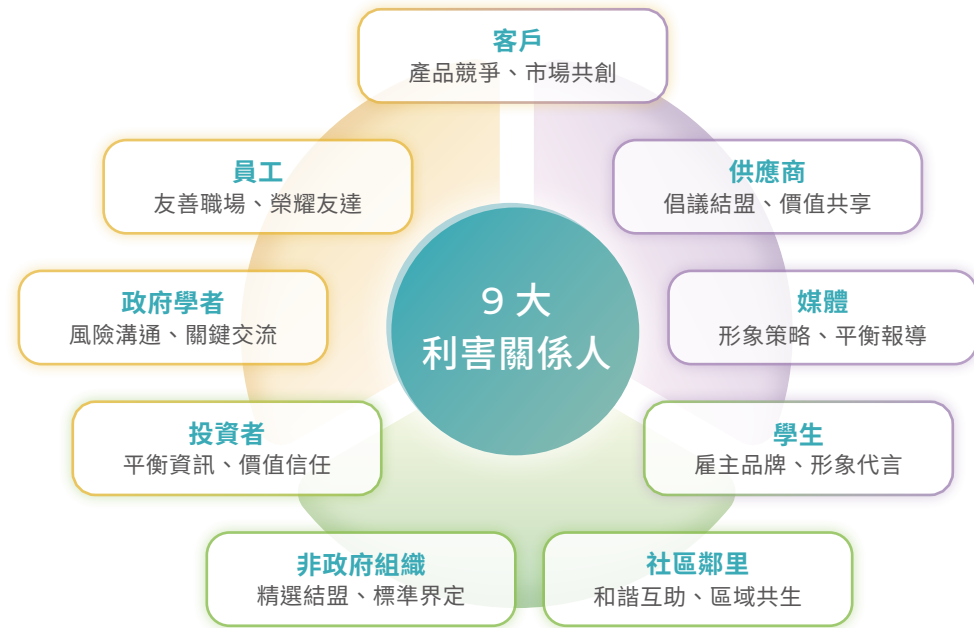 客戶
產品競爭、市場共創
員工
友善職場、榮耀友達
供應商
倡議結盟、價值共享
政府學者
風險溝通、關鍵交流
9 大
利害關係人
媒體
形象策略、平衡報導
投資者
平衡資訊、價值信任
學生
雇主品牌、形象代言
非政府組織
精選結盟、標準界定
社區鄰里
和諧互助、區域共生